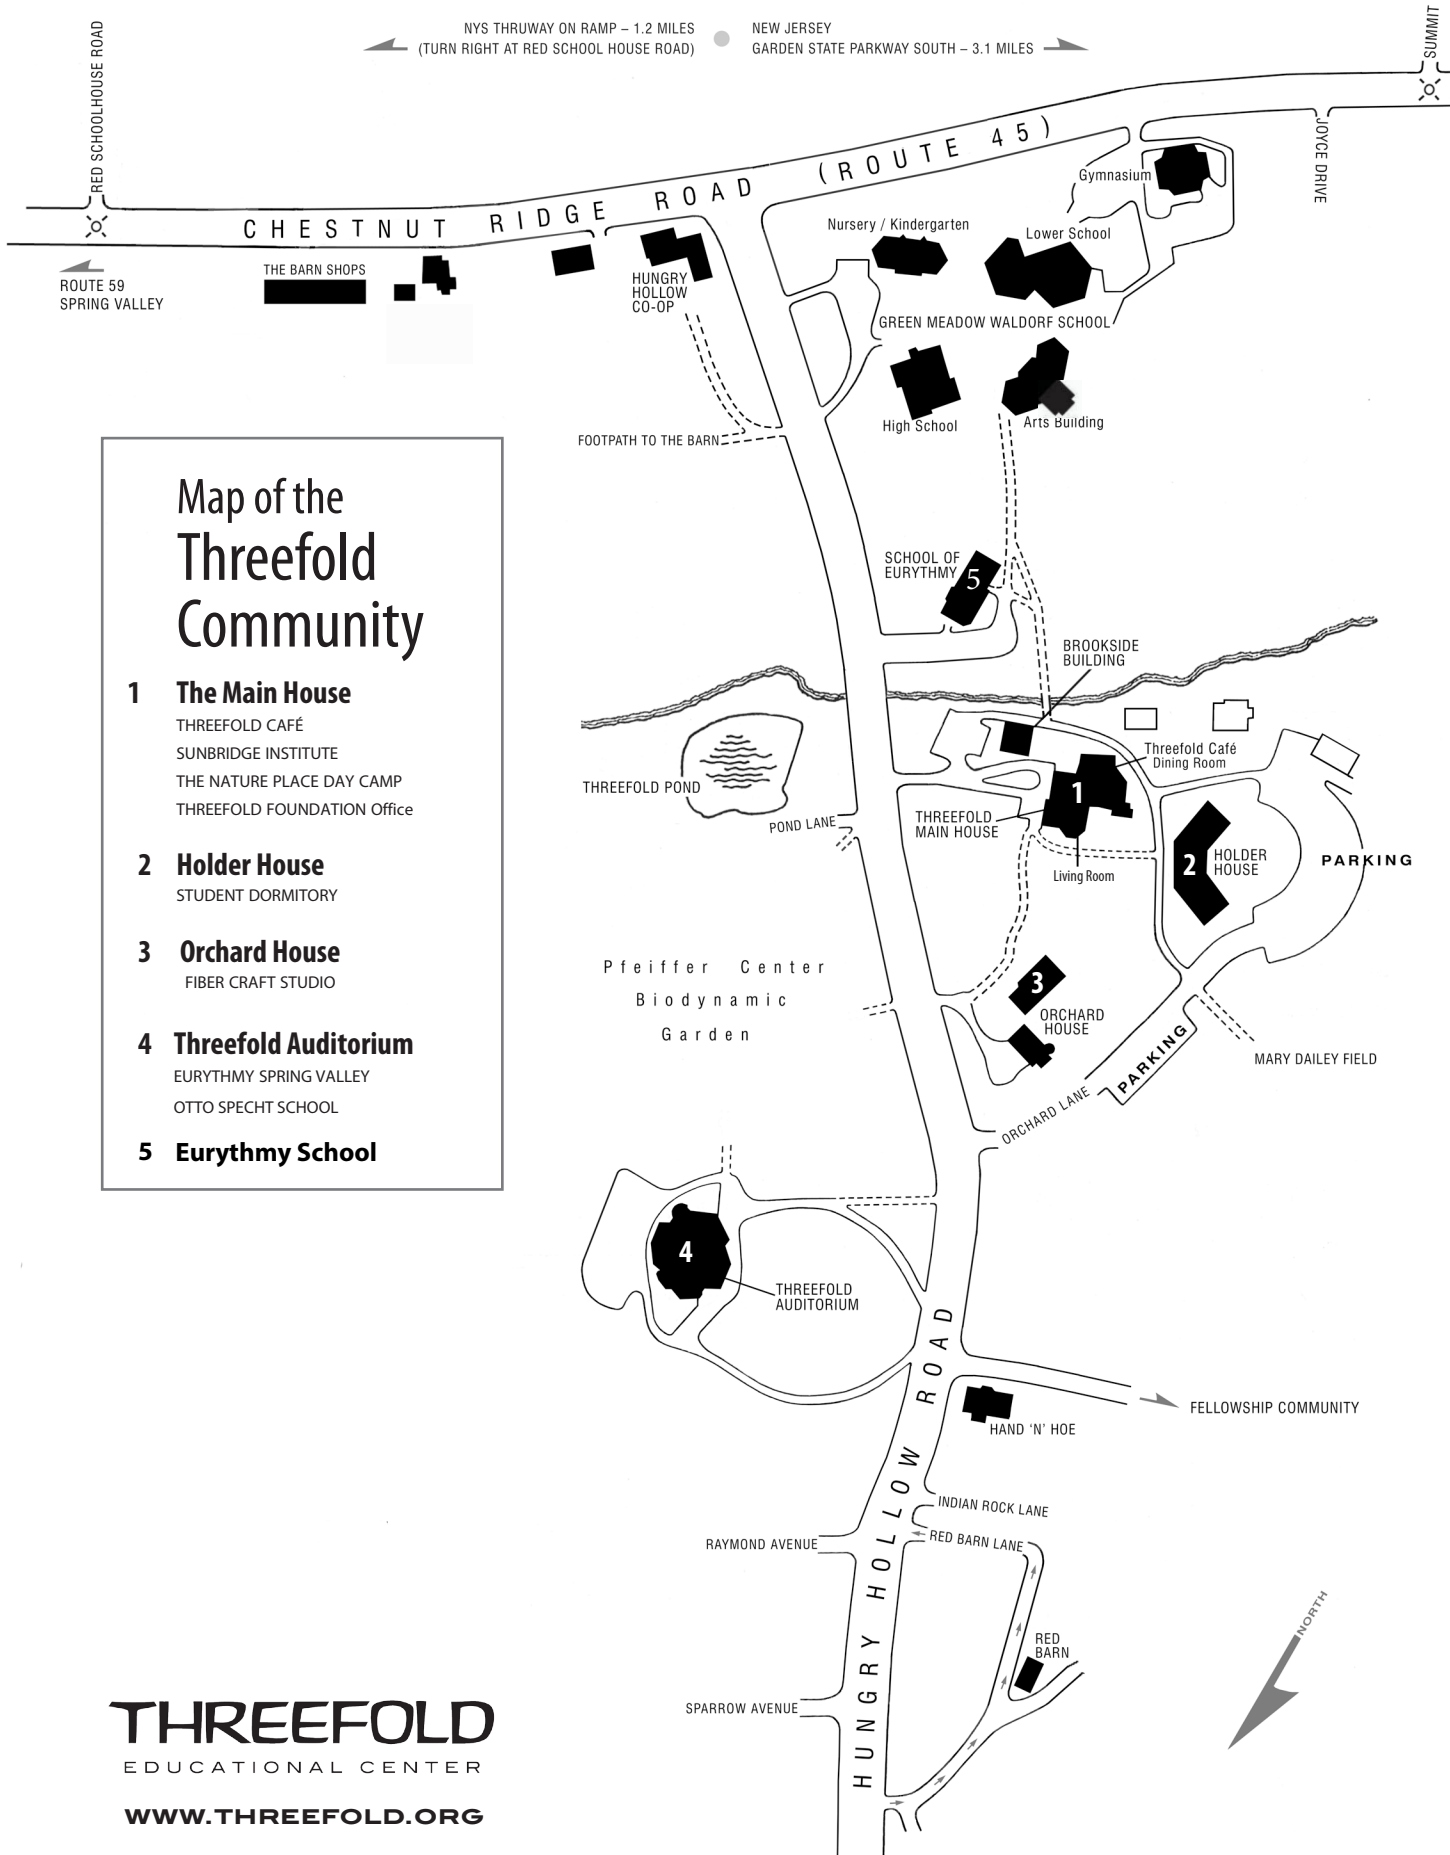 NYS THRUWAY ON RAMP – 1.2 MILES
(TURN RIGHT AT RED SCHOOL HOUSE ROAD)
NEW JERSEY
GARDEN STATE PARKWAY SOUTH – 3.1 MILES
SUMMIT
RED SCHOOLHOUSE ROAD
JOYCE DRIVE
CHESTNUT RIDGE ROAD (ROUTE 45)
Gymnasium
Nursery / Kindergarten
Lower School
ROUTE 59
SPRING VALLEY
THE BARN SHOPS
HUNGRY
HOLLOW
CO-OP
GREEN MEADOW WALDORF SCHOOL
High School
Arts Building
FOOTPATH TO THE BARN
Map of the
Threefold
Community
1 The Main House
THREEFOLD CAFÉ
SUNBRIDGE INSTITUTE
THE NATURE PLACE DAY CAMP
THREEFOLD FOUNDATION Office
2 Holder House
STUDENT DORMITORY
3 Orchard House
FIBER CRAFT STUDIO
4 Threefold Auditorium
EURYTHMY SPRING VALLEY
OTTO SPECHT SCHOOL
5 Eurythmy School
SCHOOL OF
EURYTHMY
5
BROOKSIDE
BUILDING
Threefold Café
Dining Room
THREEFOLD POND
POND LANE
THREEFOLD
MAIN HOUSE
1
Living Room
2
HOLDER
HOUSE
PARKING
Pfeiffer Center
Biodynamic
Garden
3
ORCHARD
HOUSE
PARKING
MARY DAILEY FIELD
ORCHARD LANE
4
THREEFOLD
AUDITORIUM
HUNGRY HOLLOW ROAD
FELLOWSHIP COMMUNITY
HAND ‘N’ HOE
INDIAN ROCK LANE
RED BARN LANE
RAYMOND AVENUE
RED
BARN
SPARROW AVENUE
NORTH
THREEFOLD
EDUCATIONAL CENTER
WWW.THREEFOLD.ORG